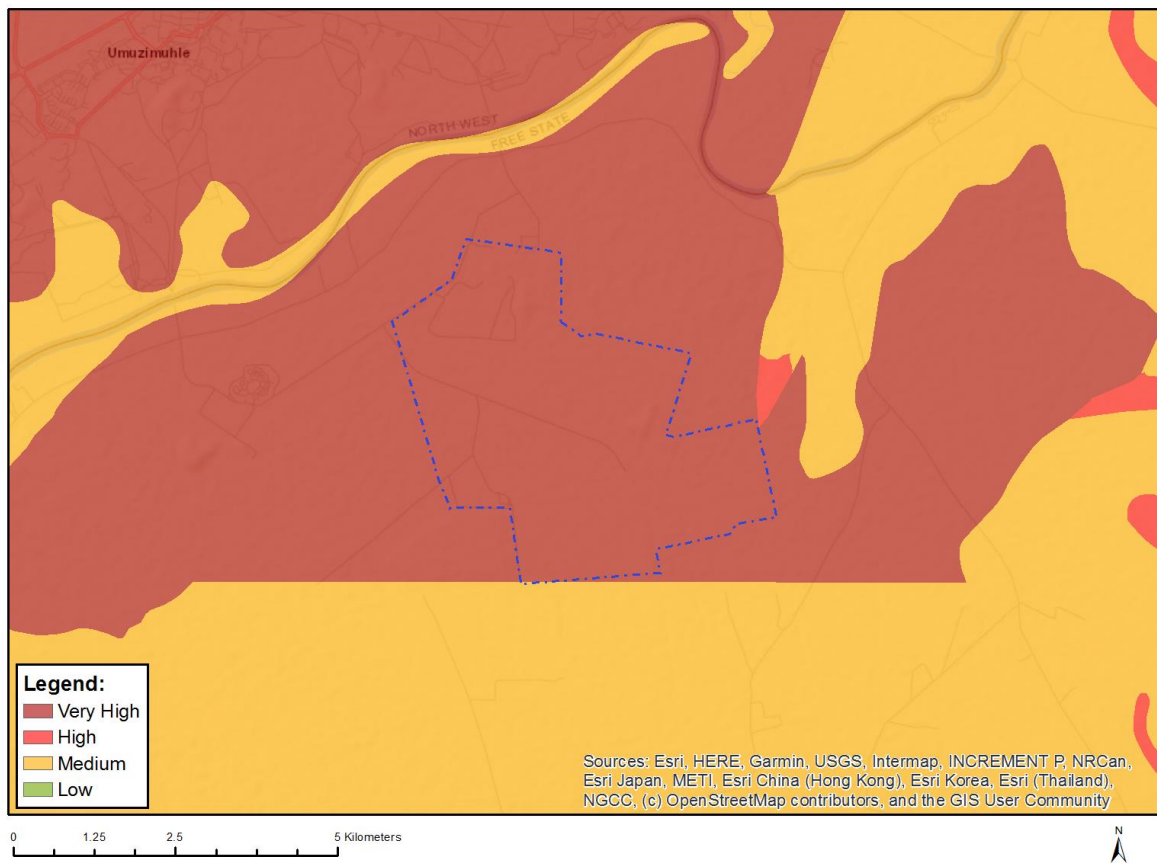 Umuzimuhle
NORTH WEST
FREE STATE
Legend:
Very High
High
Medium
Low
Sources: Esri, HERE, Garmin, USGS, Intermap, INCREMENT P, NRCan,
Esri Japan, METI, Esri China (Hong Kong), Esri Korea, Esri (Thailand),
NGCC, (c) OpenStreetMap contributors, and the GIS User Community
0 1.25 2.5 5 Kilometers
N